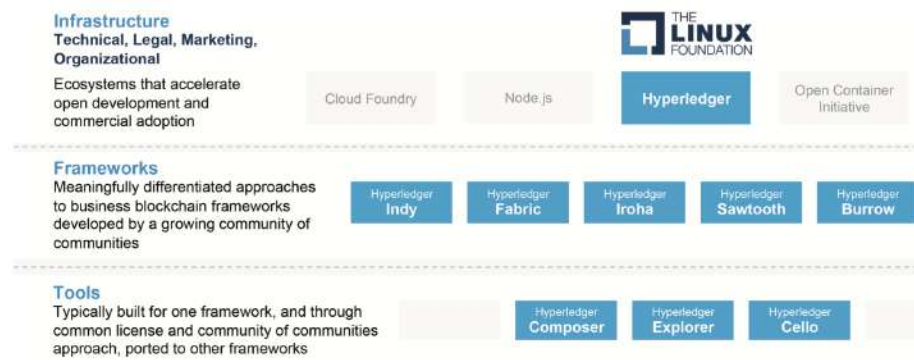 Infrastructure
Technical, Legal, Marketing,
Organizational
THE
LINUX
FOUNDATION
Ecosystems that accelerate
open development and
commercial adoption
Cloud Foundry
Node.js
Hyperledger
Open Container
Initiative
Frameworks
Meaningfully differentiated approaches
to business blockchain frameworks
developed by a growing community of
communities
Hyperledger
Indy
Hyperledger
Fabric
Hyperledger
Iroha
Hyperledger
Sawtooth
Hyperledger
Burrow
Tools
Typically built for one framework, and through
common license and community of communities
approach, ported to other frameworks
Hyperledger
Composer
Hyperledger
Explorer
Hyperledger
Cello